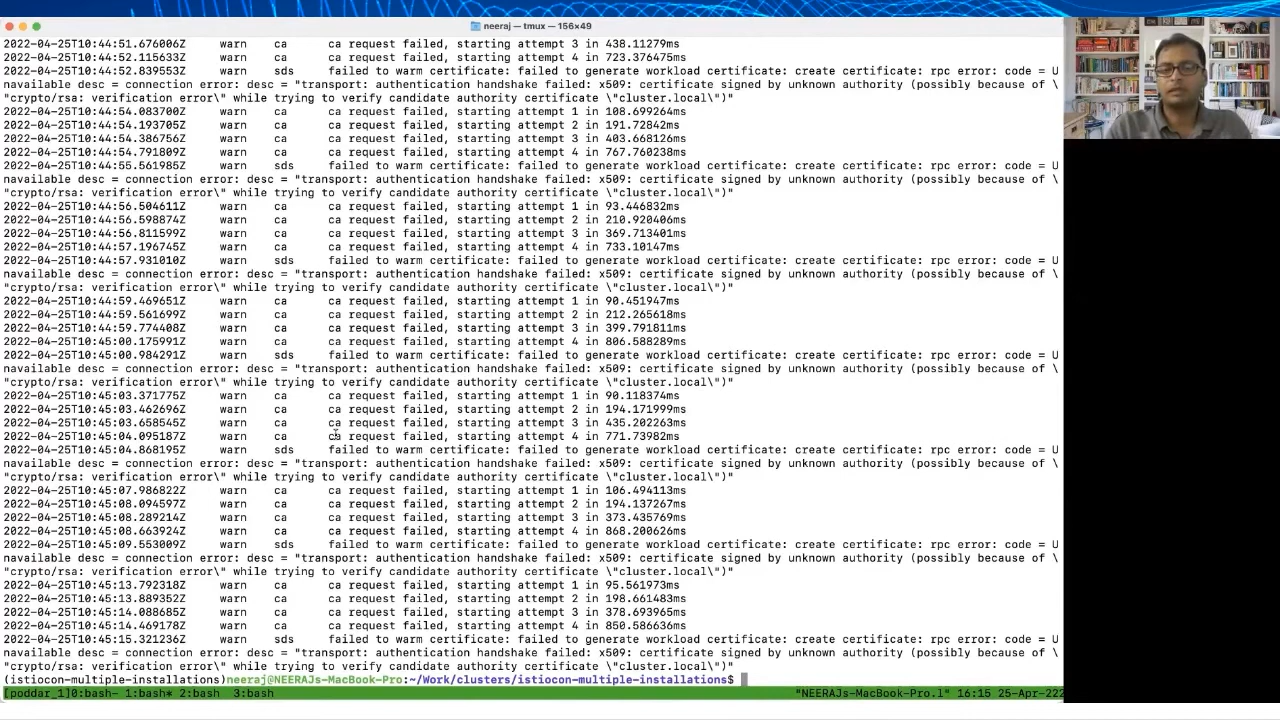 neeraj — tmux — 156×49
2022-04-25T10:44:51.676006Z warn ca ca request failed, starting attempt 3 in 438.11279ms
2022-04-25T10:44:52.115633Z warn ca ca request failed, starting attempt 4 in 723.376475ms
2022-04-25T10:44:52.839553Z warn sds failed to warm certificate: failed to generate workload certificate: create certificate: rpc error: code = U
navailable desc = connection error: desc = "transport: authentication handshake failed: x509: certificate signed by unknown authority (possibly because of \
"crypto/rsa: verification error\" while trying to verify candidate authority certificate \"cluster.local\")"
2022-04-25T10:44:54.083700Z warn ca ca request failed, starting attempt 1 in 108.699264ms
2022-04-25T10:44:54.193705Z warn ca ca request failed, starting attempt 2 in 191.72842ms
2022-04-25T10:44:54.386756Z warn ca ca request failed, starting attempt 3 in 403.668126ms
2022-04-25T10:44:54.791809Z warn ca ca request failed, starting attempt 4 in 767.760238ms
2022-04-25T10:44:55.561985Z warn sds failed to warm certificate: failed to generate workload certificate: create certificate: rpc error: code = U
navailable desc = connection error: desc = "transport: authentication handshake failed: x509: certificate signed by unknown authority (possibly because of \
"crypto/rsa: verification error\" while trying to verify candidate authority certificate \"cluster.local\")"
2022-04-25T10:44:56.504611Z warn ca ca request failed, starting attempt 1 in 93.446832ms
2022-04-25T10:44:56.598874Z warn ca ca request failed, starting attempt 2 in 210.920406ms
2022-04-25T10:44:56.811599Z warn ca ca request failed, starting attempt 3 in 369.713401ms
2022-04-25T10:44:57.196745Z warn ca ca request failed, starting attempt 4 in 733.10147ms
2022-04-25T10:44:57.931010Z warn sds failed to warm certificate: failed to generate workload certificate: create certificate: rpc error: code = U
navailable desc = connection error: desc = "transport: authentication handshake failed: x509: certificate signed by unknown authority (possibly because of \
"crypto/rsa: verification error\" while trying to verify candidate authority certificate \"cluster.local\")"
2022-04-25T10:44:59.469651Z warn ca ca request failed, starting attempt 1 in 90.451947ms
2022-04-25T10:44:59.561699Z warn ca ca request failed, starting attempt 2 in 212.265618ms
2022-04-25T10:44:59.774408Z warn ca ca request failed, starting attempt 3 in 399.791811ms
2022-04-25T10:45:00.175991Z warn ca ca request failed, starting attempt 4 in 806.588289ms
2022-04-25T10:45:00.984291Z warn sds failed to warm certificate: failed to generate workload certificate: create certificate: rpc error: code = U
navailable desc = connection error: desc = "transport: authentication handshake failed: x509: certificate signed by unknown authority (possibly because of \
"crypto/rsa: verification error\" while trying to verify candidate authority certificate \"cluster.local\")"
2022-04-25T10:45:03.371775Z warn ca ca request failed, starting attempt 1 in 90.118374ms
2022-04-25T10:45:03.462696Z warn ca ca request failed, starting attempt 2 in 194.171999ms
2022-04-25T10:45:03.658545Z warn ca ca request failed, starting attempt 3 in 435.202263ms
2022-04-25T10:45:04.095187Z warn ca ca request failed, starting attempt 4 in 771.73982ms
2022-04-25T10:45:04.868195Z warn sds failed to warm certificate: failed to generate workload certificate: create certificate: rpc error: code = U
navailable desc = connection error: desc = "transport: authentication handshake failed: x509: certificate signed by unknown authority (possibly because of \
"crypto/rsa: verification error\" while trying to verify candidate authority certificate \"cluster.local\")"
2022-04-25T10:45:07.986822Z warn ca ca request failed, starting attempt 1 in 106.494113ms
2022-04-25T10:45:08.094597Z warn ca ca request failed, starting attempt 2 in 194.137267ms
2022-04-25T10:45:08.289214Z warn ca ca request failed, starting attempt 3 in 373.435769ms
2022-04-25T10:45:08.663924Z warn ca ca request failed, starting attempt 4 in 868.200626ms
2022-04-25T10:45:09.553009Z warn sds failed to warm certificate: failed to generate workload certificate: create certificate: rpc error: code = U
navailable desc = connection error: desc = "transport: authentication handshake failed: x509: certificate signed by unknown authority (possibly because of \
"crypto/rsa: verification error\" while trying to verify candidate authority certificate \"cluster.local\")"
2022-04-25T10:45:13.792318Z warn ca ca request failed, starting attempt 1 in 95.561973ms
2022-04-25T10:45:13.889352Z warn ca ca request failed, starting attempt 2 in 198.661483ms
2022-04-25T10:45:14.088685Z warn ca ca request failed, starting attempt 3 in 378.693965ms
2022-04-25T10:45:14.469178Z warn ca ca request failed, starting attempt 4 in 850.586636ms
2022-04-25T10:45:15.321236Z warn sds failed to warm certificate: failed to generate workload certificate: create certificate: rpc error: code = U
navailable desc = connection error: desc = "transport: authentication handshake failed: x509: certificate signed by unknown authority (possibly because of \
"crypto/rsa: verification error\" while trying to verify candidate authority certificate \"cluster.local\")"
(istiocon-multiple-installations)neeraj@NEERAJs-MacBook-Pro:~/Work/clusters/istiocon-multiple-installations$
[poddar_1]0:bash- 1:bash* 2:bash 3:bash "NEERAJs-MacBook-Pro.l" 16:15 25-Apr-222